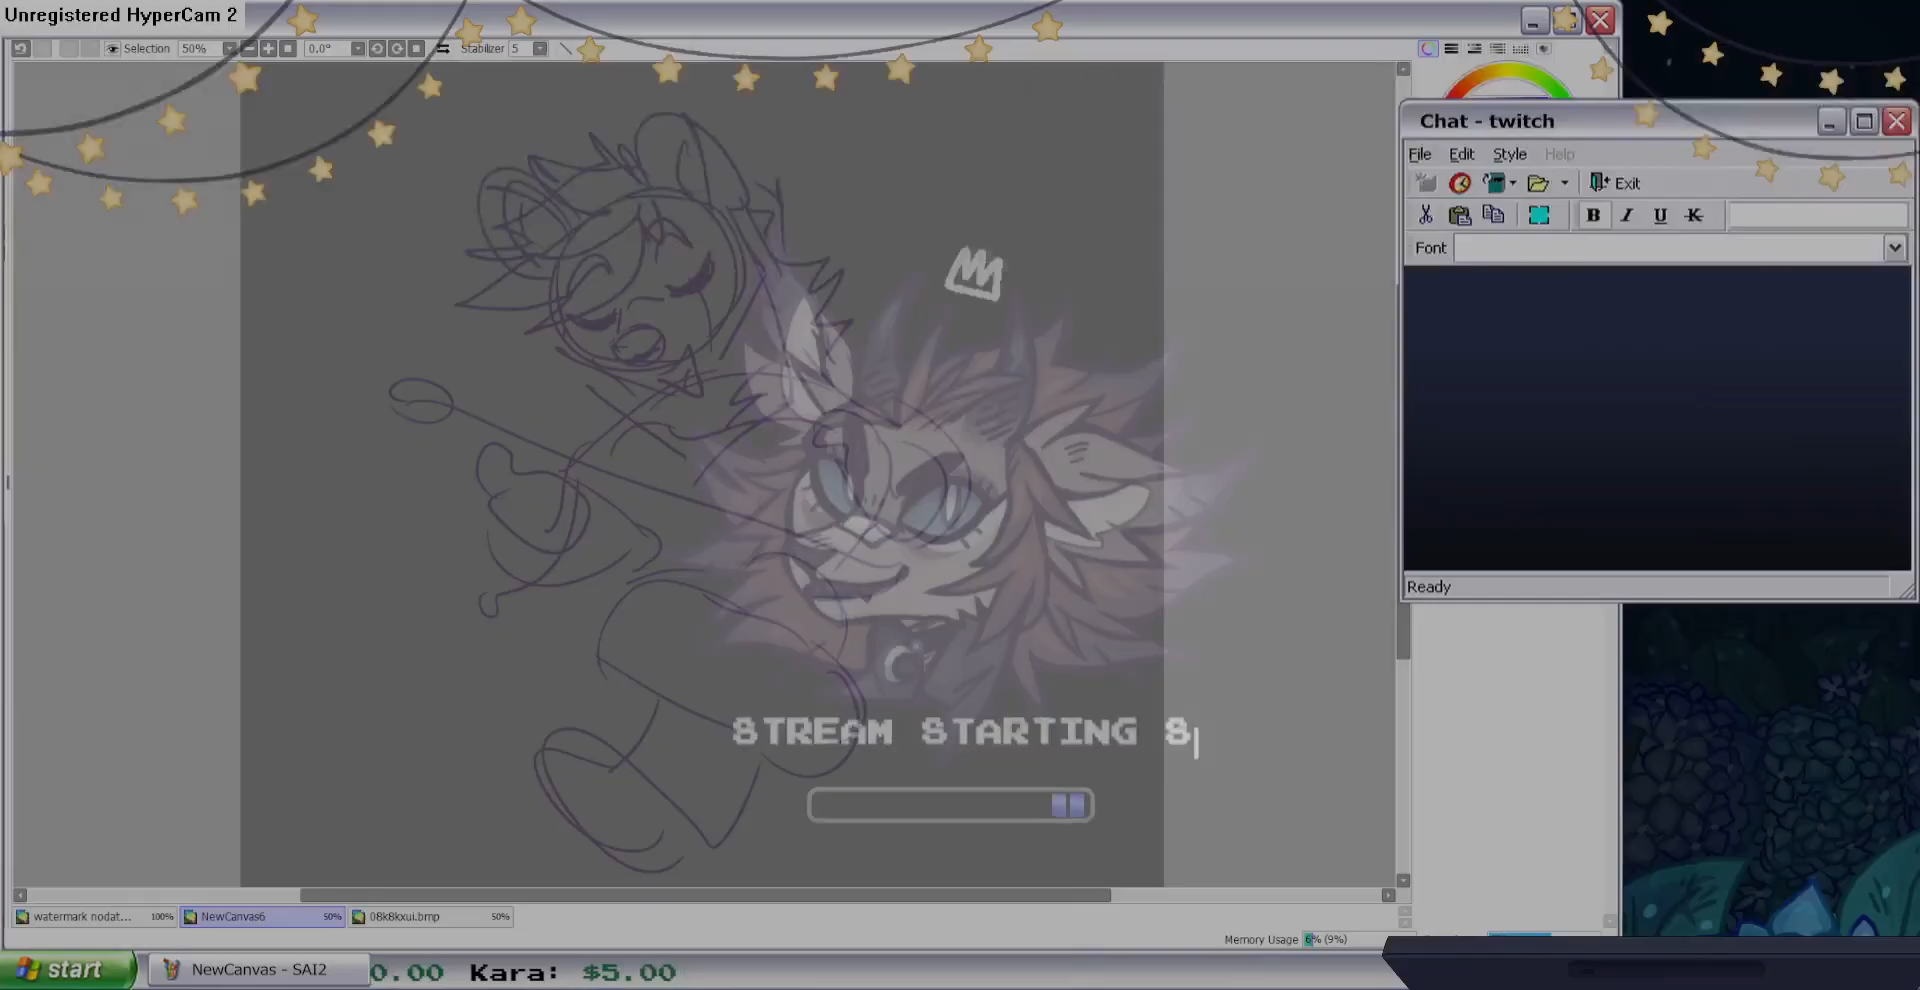 Unregistered HyperCam 2
Selection 50% 0.0° Stabilizer 5
Chat - twitch
File Edit Style Help
Exit
B I U K
Font
Ready
STREAM STARTING S
watermark nodat... 100% NewCanvas6 50% 08k8kxui.bmp 50%
Memory Usage 6% (9%)
start NewCanvas - SAI2 0.00 Kara: $5.00